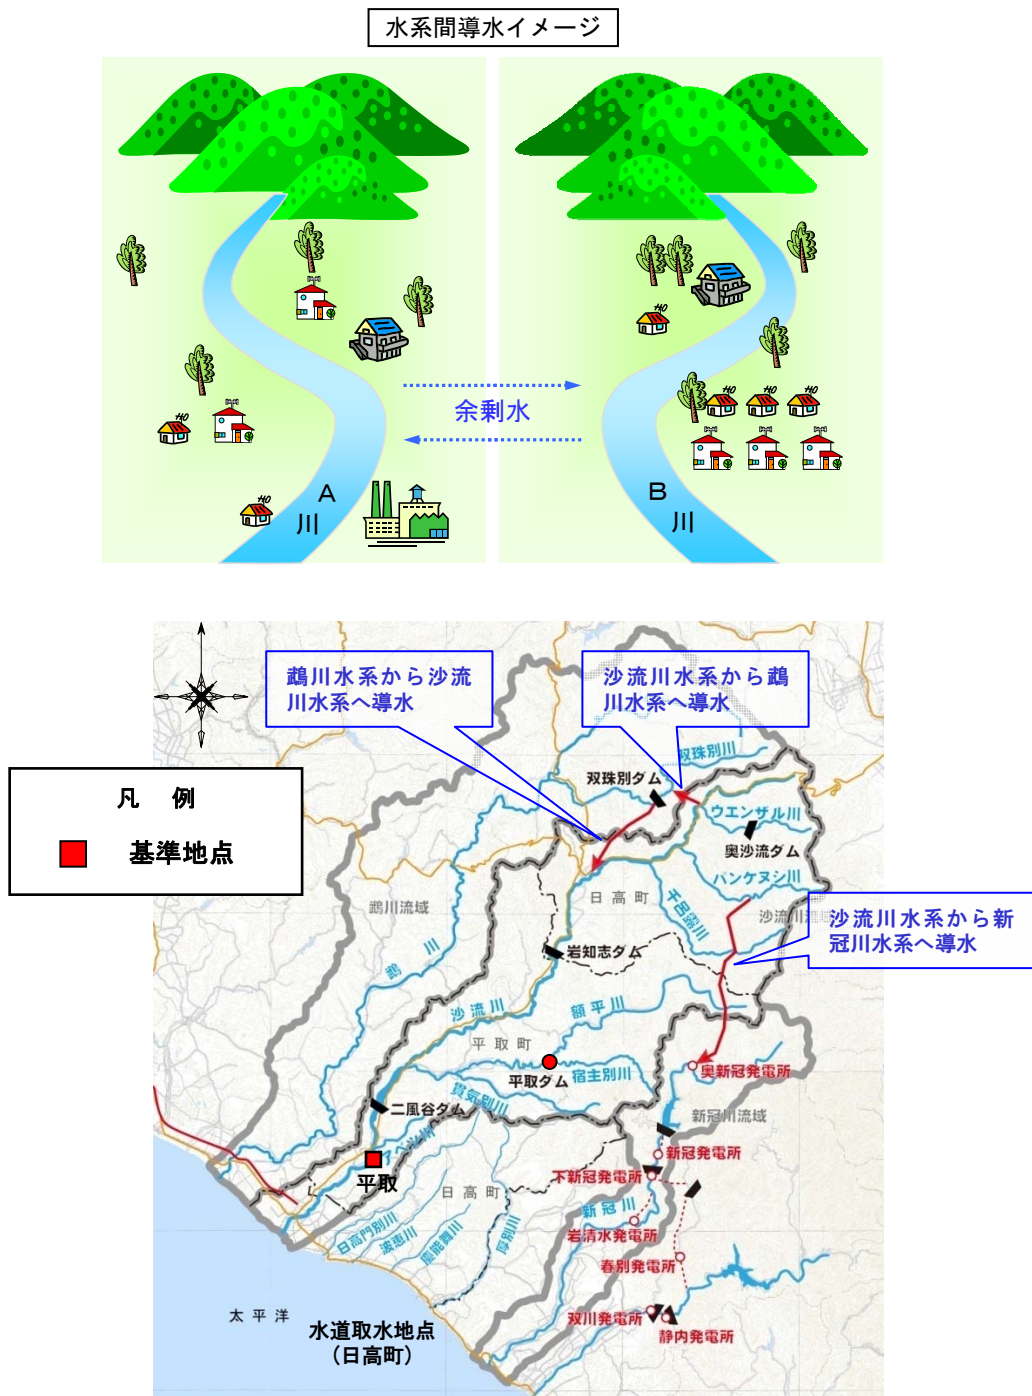 水系間導水イメージ
余剰水
A
川
B
川
鵡川水系から沙流
川水系へ導水
沙流川水系から鵡
川水系へ導水
双珠別川
双珠別ダム
ウエンザル川
奥沙流ダム
パンケヌシ川
凡 例
基準地点
日高町
千呂露川
沙流川流域
沙流川水系から新
冠川水系へ導水
鵡川流域
鵡川
岩知志ダム
沙流川
額平川
平取町
平取ダム
宿主別川
奥新冠発電所
貫気別川
二風谷ダム
新冠川流域
新冠発電所
平取
下新冠発電所
日高町
新冠川
日高門別川
波恵川
厚別川
岩清水発電所
春別発電所
太平洋
水道取水地点
（日高町）
双川発電所
静内発電所